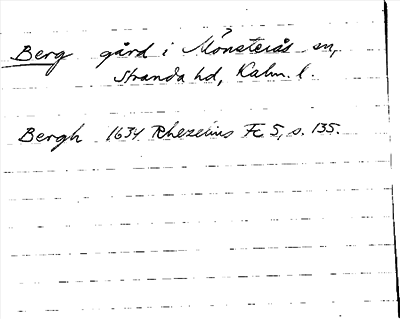 Berg gård i Mönsterås sn,
Stranda hd, Kalm. l.
Bergh 1634 Rhezelius Fc 5, s. 135.